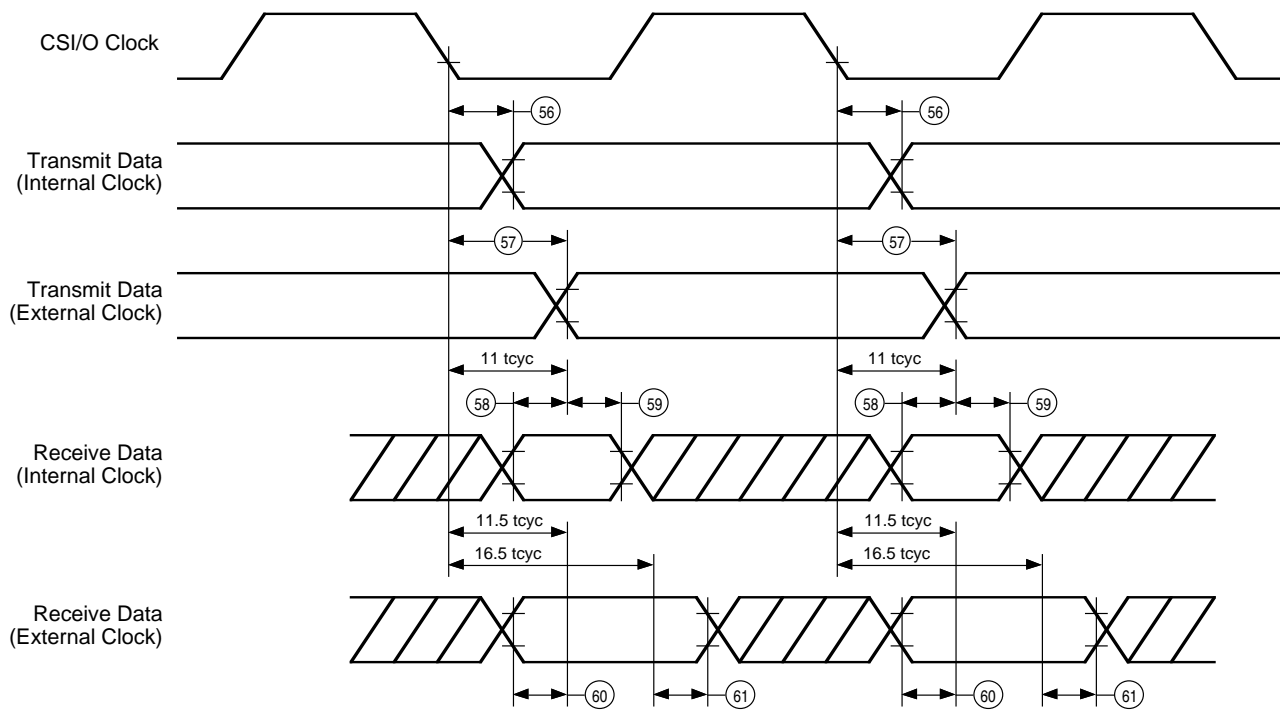 CSI/O Clock
56
56
Transmit Data
(Internal Clock)
57
57
Transmit Data
(External Clock)
11 tcyc
11 tcyc
58
59
58
59
Receive Data
(Internal Clock)
11.5 tcyc
11.5 tcyc
16.5 tcyc
16.5 tcyc
Receive Data
(External Clock)
60
61
60
61